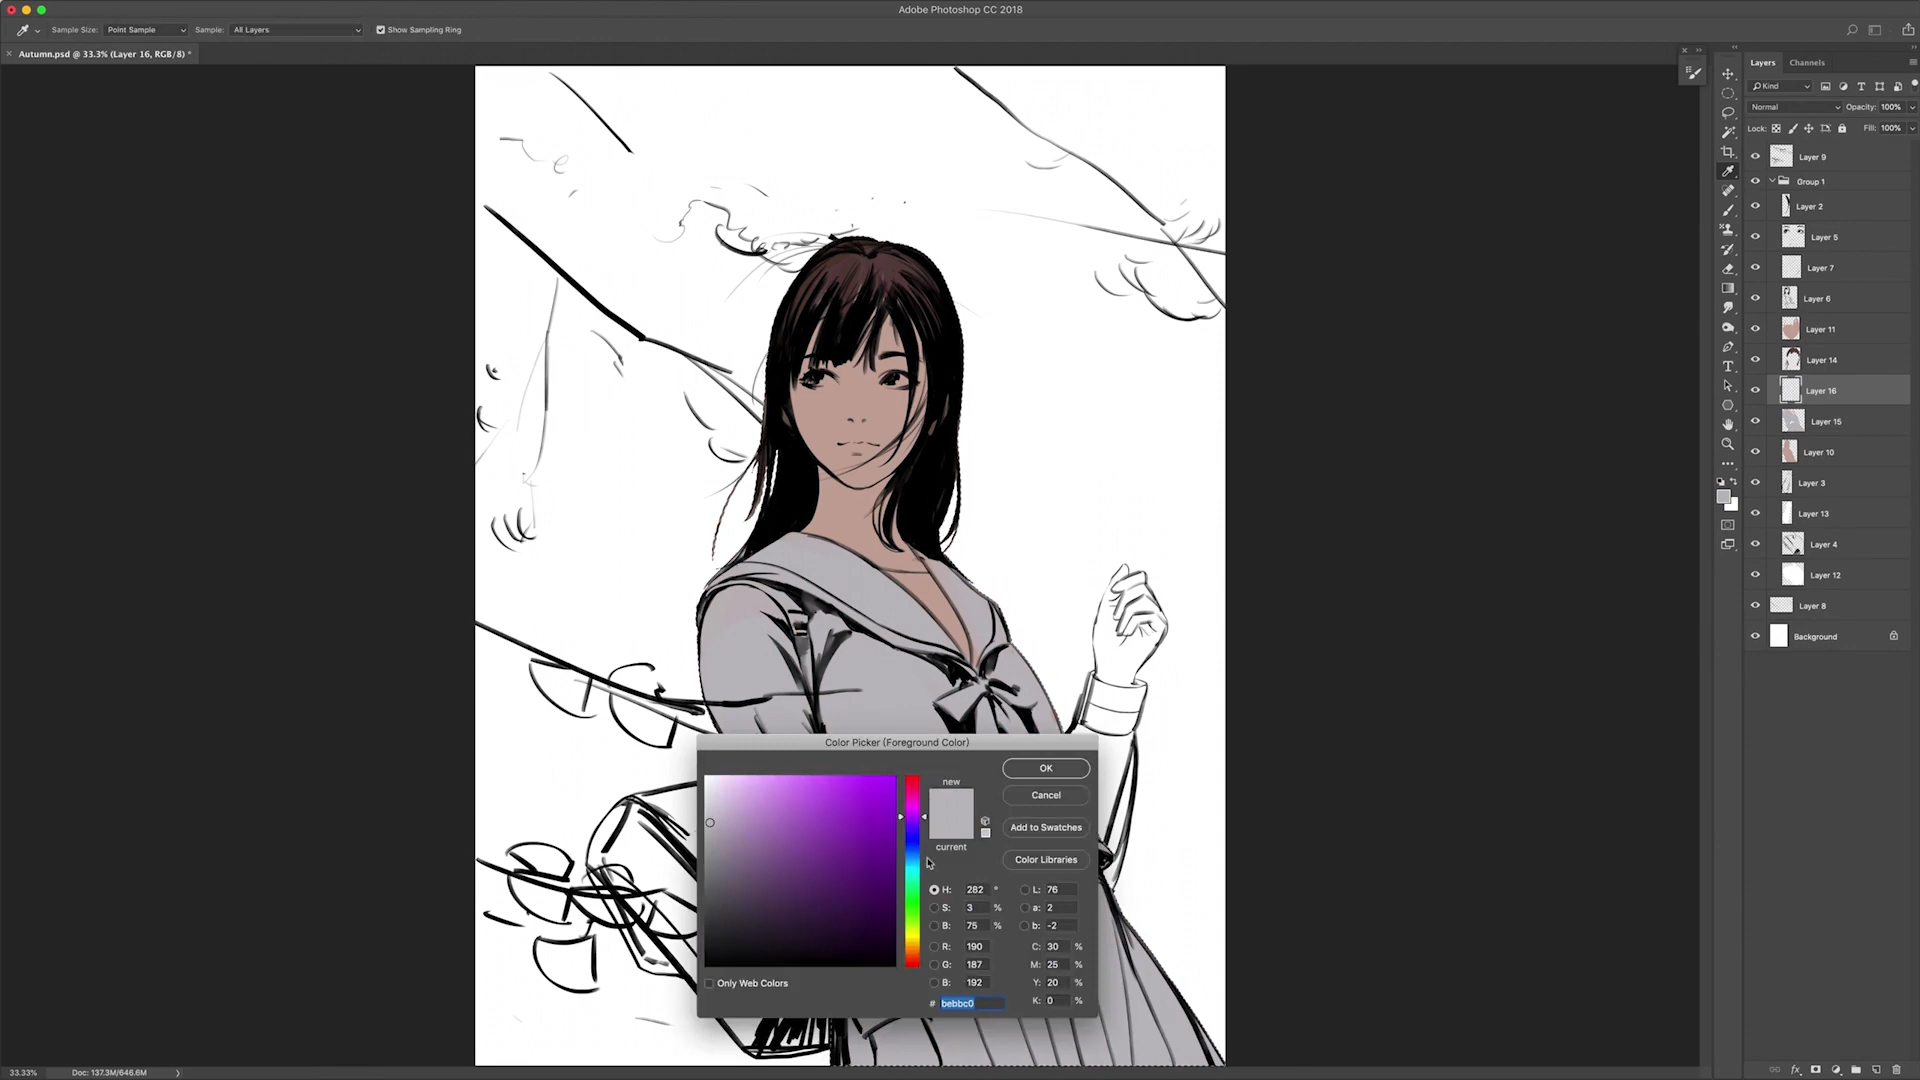 Adobe Photoshop CC 2018
Sample Size: Point Sample Sample: All Layers Show Sampling Ring
Autumn.psd @ 33.3% (Layer 16, RGB/8) *
Layers Channels
Kind
Normal Opacity: 100%
Lock: Fill: 100%
Layer 9
Group 1
Layer 2
Layer 5
Layer 7
Layer 6
Layer 11
Layer 14
Layer 16
Layer 15
Layer 10
Layer 3
Layer 13
Layer 4
Layer 12
Layer 8
Background
Color Picker (Foreground Color)
new
current
OK
Cancel
Add to Swatches
Color Libraries
H: 282 ° L: 76
S: 3 % a: 2
B: 75 % b: -2
R: 190 C: 30 %
G: 187 M: 25 %
B: 192 Y: 20 %
# bebbc0 K: 0 %
Only Web Colors
33.33% Doc: 137.3M/646.6M